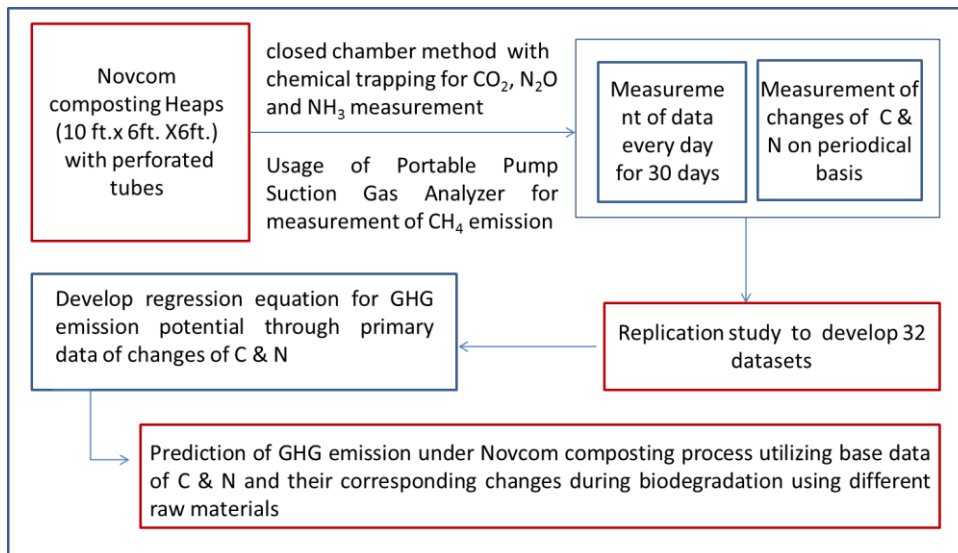 Novcom
composting Heaps
(10 ft.x 6ft. X6ft.)
with perforated
tubes
closed chamber method with
chemical trapping for CO₂, N₂O
and NH₃ measurement
Usage of Portable Pump
Suction Gas Analyzer for
measurement of CH₄ emission
Measureme
nt of data
every day
for 30 days
Measurement of
changes of C &
N on periodical
basis
Replication study to develop 32
datasets
Develop regression equation for GHG
emission potential through primary
data of changes of C & N
Prediction of GHG emission under Novcom composting process utilizing base data
of C & N and their corresponding changes during biodegradation using different
raw materials